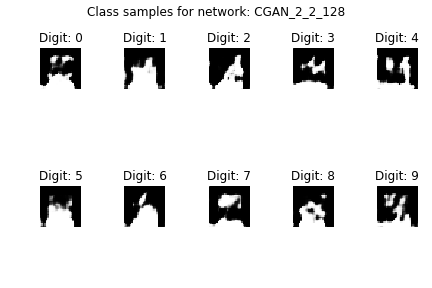 Class samples for network: CGAN_2_2_128
Digit: 0
Digit: 1
Digit: 2
Digit: 3
Digit: 4
Digit: 5
Digit: 6
Digit: 7
Digit: 8
Digit: 9